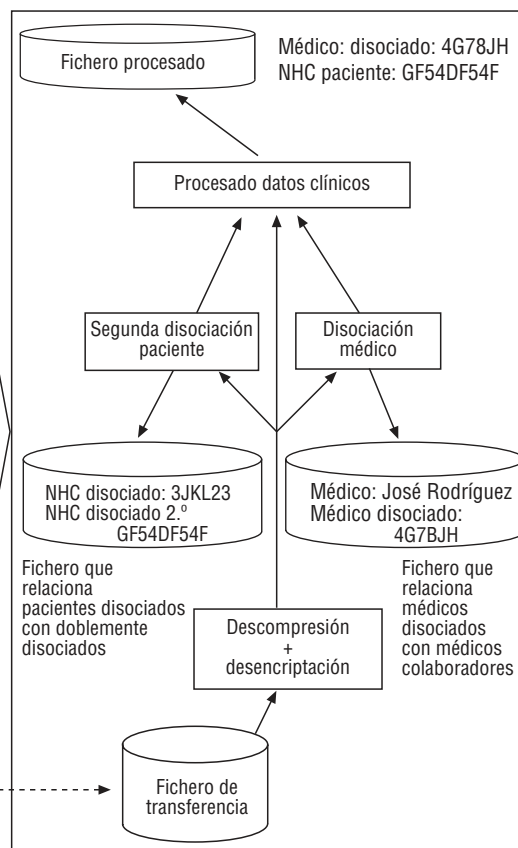 Fichero procesado
Médico: disociado: 4G78JH
NHC paciente: GF54DF54F
Procesado datos clínicos
Segunda disociación
paciente
Disociación
médico
NHC disociado: 3JKL23
NHC disociado 2.º
GF54DF54F
Médico: José Rodríguez
Médico disociado:
4G7BJH
Fichero que
relaciona
pacientes disociados
con doblemente
disociados
Fichero que
relaciona
médicos
disociados
con médicos
colaboradores
Descompresión
+
desencriptación
Fichero de
transferencia